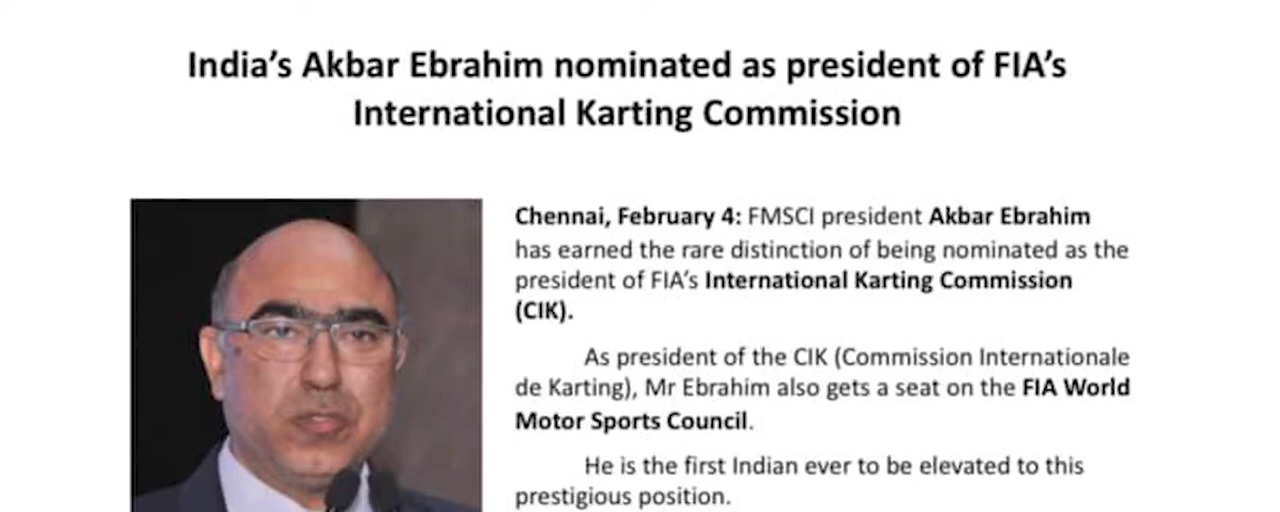 India’s Akbar Ebrahim nominated as president of FIA’s
International Karting Commission
Chennai, February 4: FMSCI president Akbar Ebrahim
has earned the rare distinction of being nominated as the
president of FIA’s International Karting Commission
(CIK).
As president of the CIK (Commission Internationale
de Karting), Mr Ebrahim also gets a seat on the FIA World
Motor Sports Council.
He is the first Indian ever to be elevated to this
prestigious position.